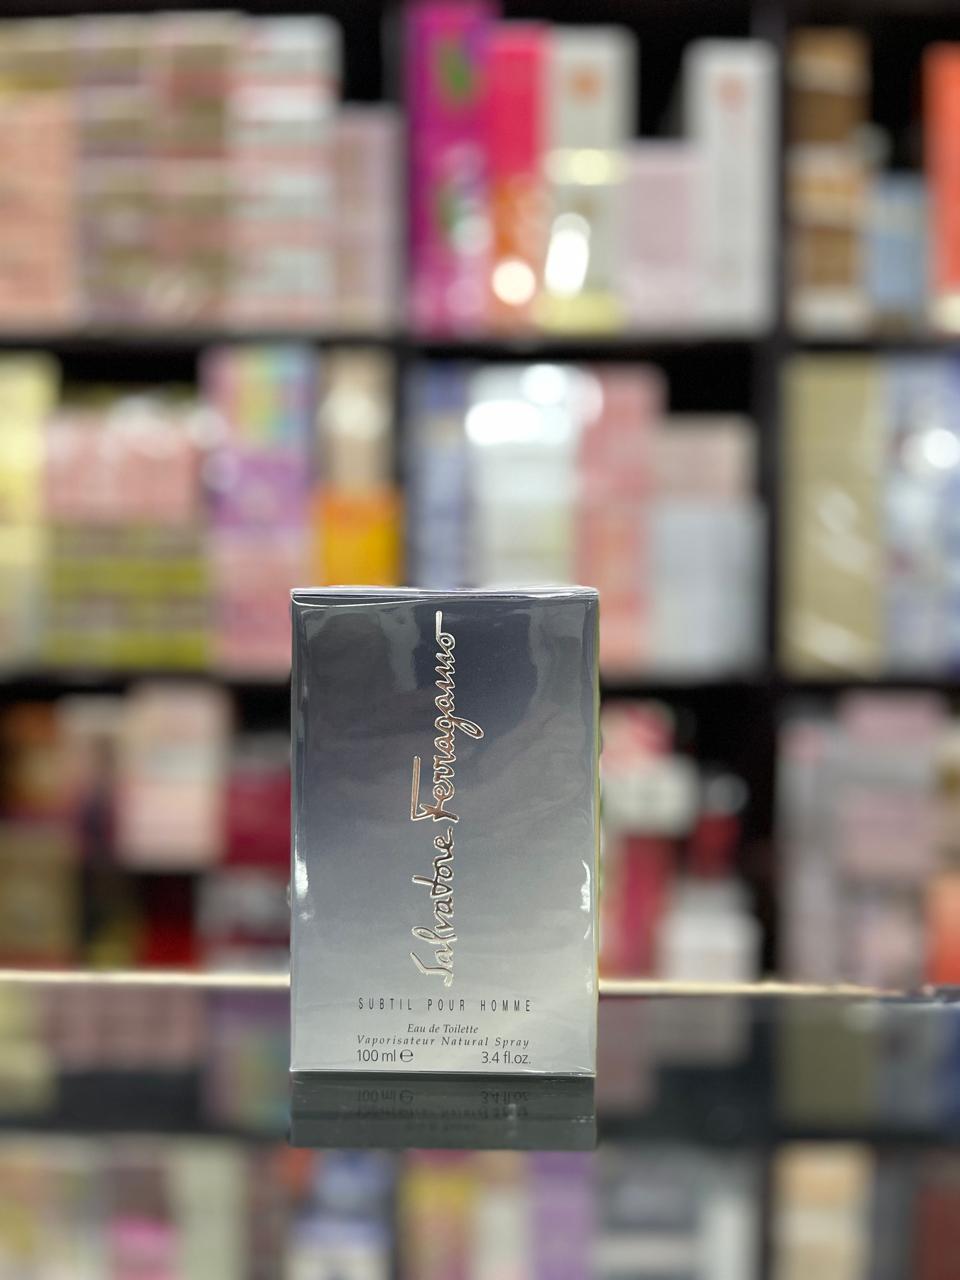 Salvatore Ferragamo
SUBTIL POUR HOMME
Eau de Toilette
Vaporisateur Natural Spray
100 ml ℮ 3.4 fl.oz.